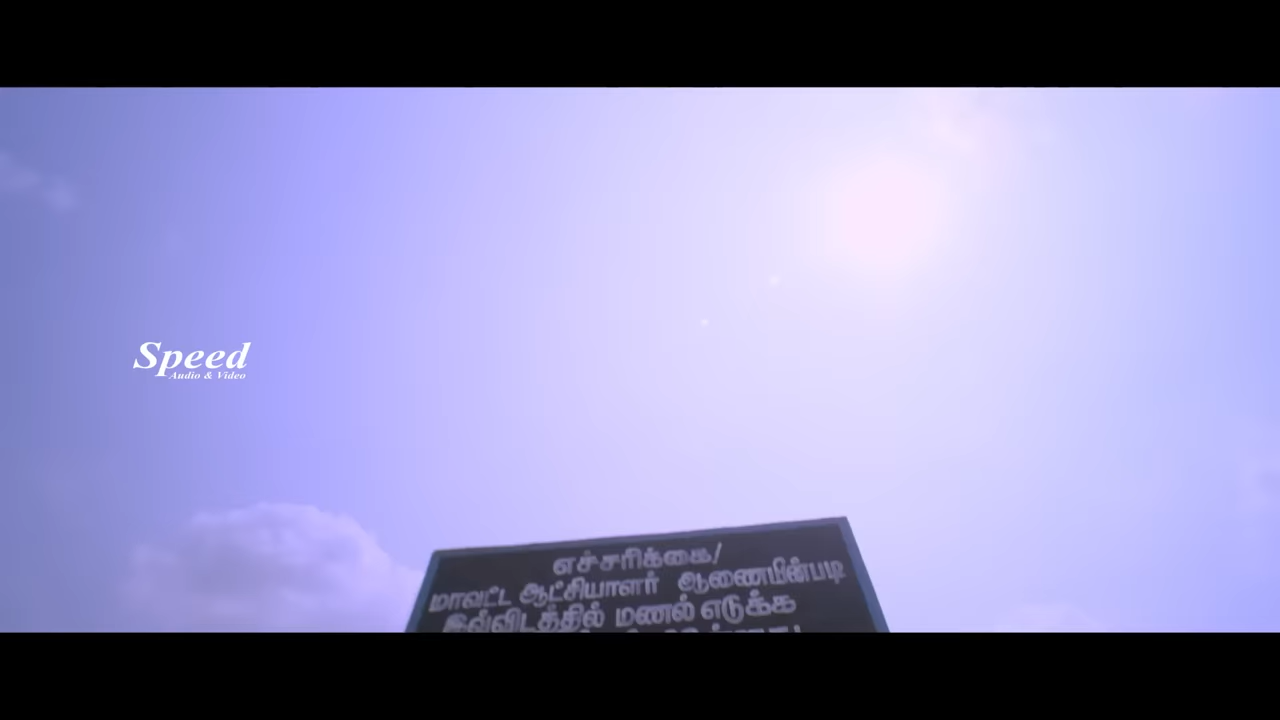 Speed
Audio & Video
எச்சரிக்கை!
மாவட்ட ஆட்சியாளர் ஆணையின்படி
இவ்விடத்தில் மணல் எடுக்க